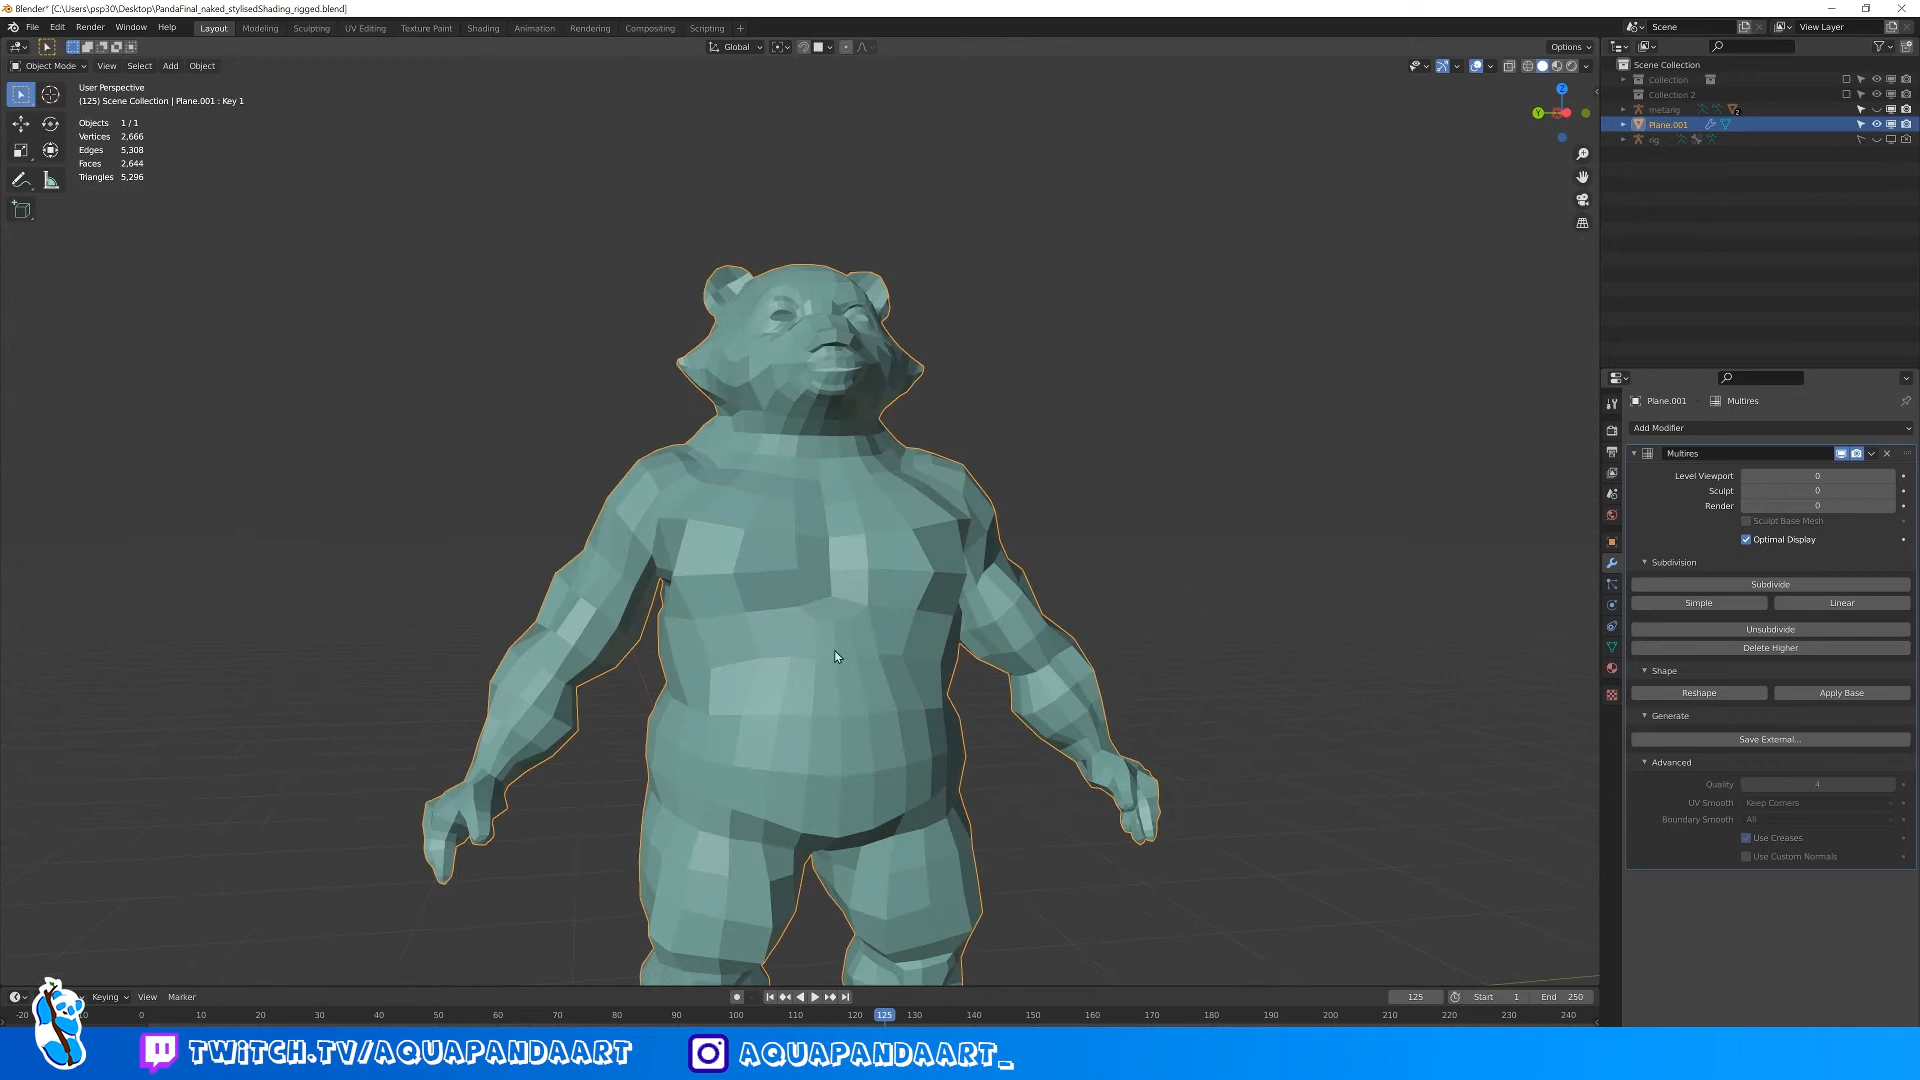 Blender* [C:\Users\psp30\Desktop\PandaFinal_naked_stylisedShading_rigged.blend]
File Edit Render Window Help Layout Modeling Sculpting UV Editing Texture Paint Shading Animation Rendering Compositing Scripting + Scene View Layer
Global Options
Object Mode View Select Add Object
User Perspective
(125) Scene Collection | Plane.001 : Key 1
Objects 1 / 1
Vertices 2,666
Edges 5,308
Faces 2,644
Triangles 5,296
Z
Y
Scene Collection
Collection
Collection 2
metarig 2
Plane.001
rig
Plane.001 Multires
Add Modifier
Multires
Level Viewport 0
Sculpt 0
Render 0
Sculpt Base Mesh
Optimal Display
Subdivision
Subdivide
Simple Linear
Unsubdivide
Delete Higher
Shape
Reshape Apply Base
Generate
Save External...
Advanced
Quality 4
UV Smooth Keep Corners
Boundary Smooth All
Use Creases
Use Custom Normals
Keying View Marker 125 Start 1 End 250
-20 0 10 20 30 40 50 60 70 80 90 100 110 120 125 130 140 150 160 170 180 190 200 210 220 230 240
TWITCH.TV/AQUAPANDAART AQUAPANDAART_